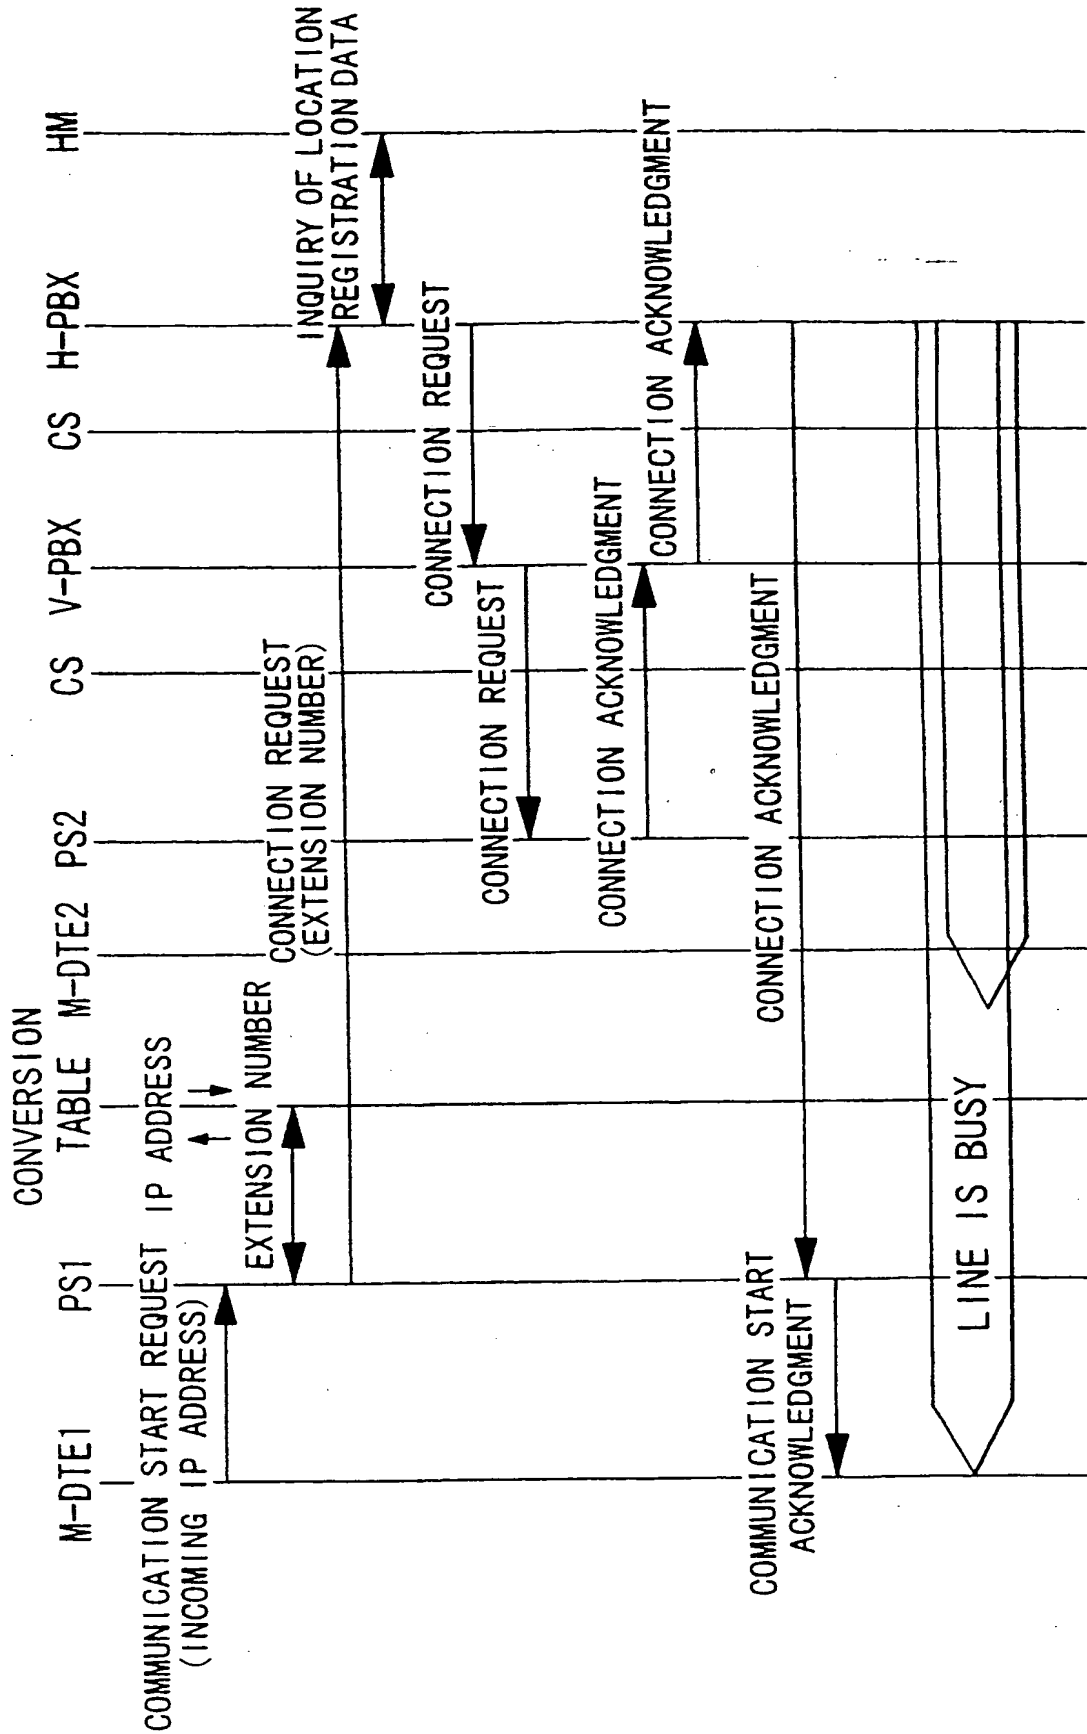 M-DTE1
PS1
CONVERSION
TABLE
M-DTE2
PS2
CS
V-PBX
CS
H-PBX
HM
COMMUNICATION START REQUEST
(INCOMING IP ADDRESS)
IP ADDRESS
EXTENSION NUMBER
CONNECTION REQUEST
(EXTENSION NUMBER)
INQUIRY OF LOCATION
REGISTRATION DATA
CONNECTION REQUEST
CONNECTION REQUEST
CONNECTION ACKNOWLEDGMENT
CONNECTION ACKNOWLEDGMENT
CONNECTION ACKNOWLEDGMENT
COMMUNICATION START
ACKNOWLEDGMENT
LINE IS BUSY